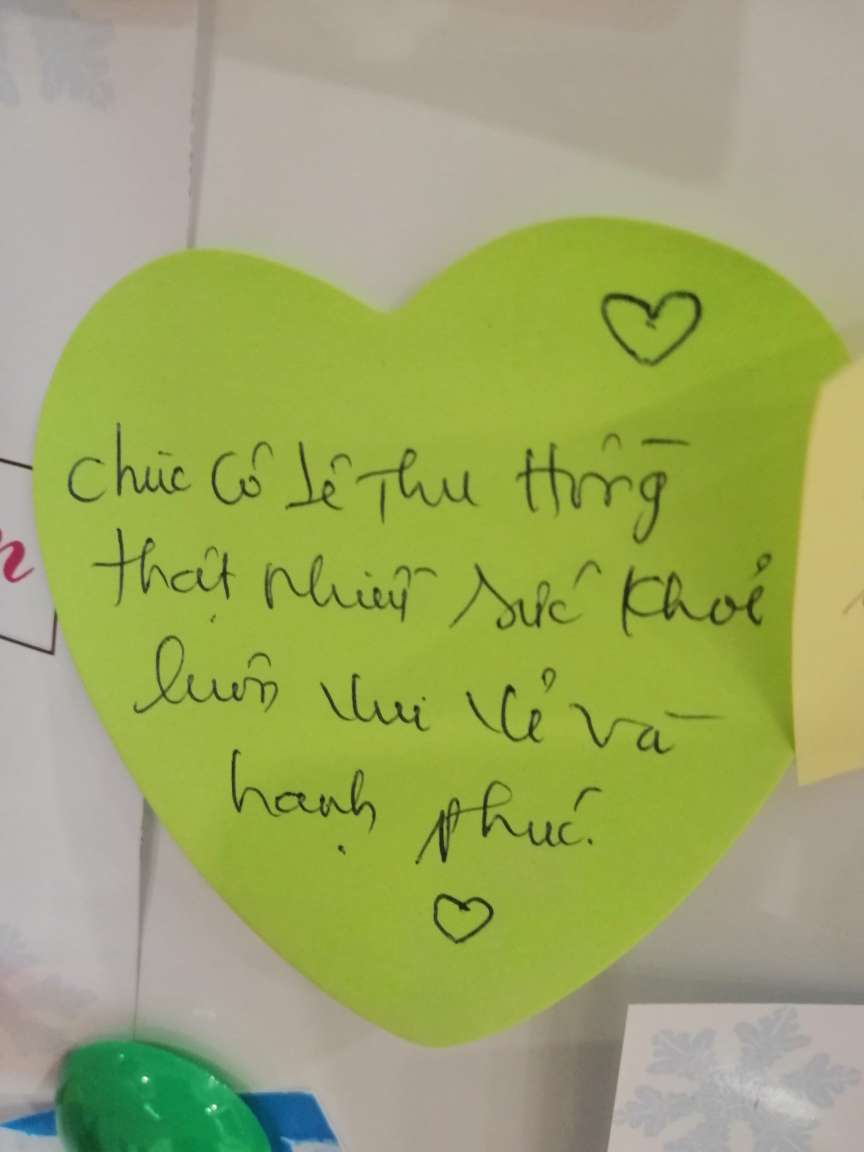 Chúc Cô Lê Thu Hồng
thật nhiều sức khoẻ
luôn vui vẻ và
hạnh phúc.
n